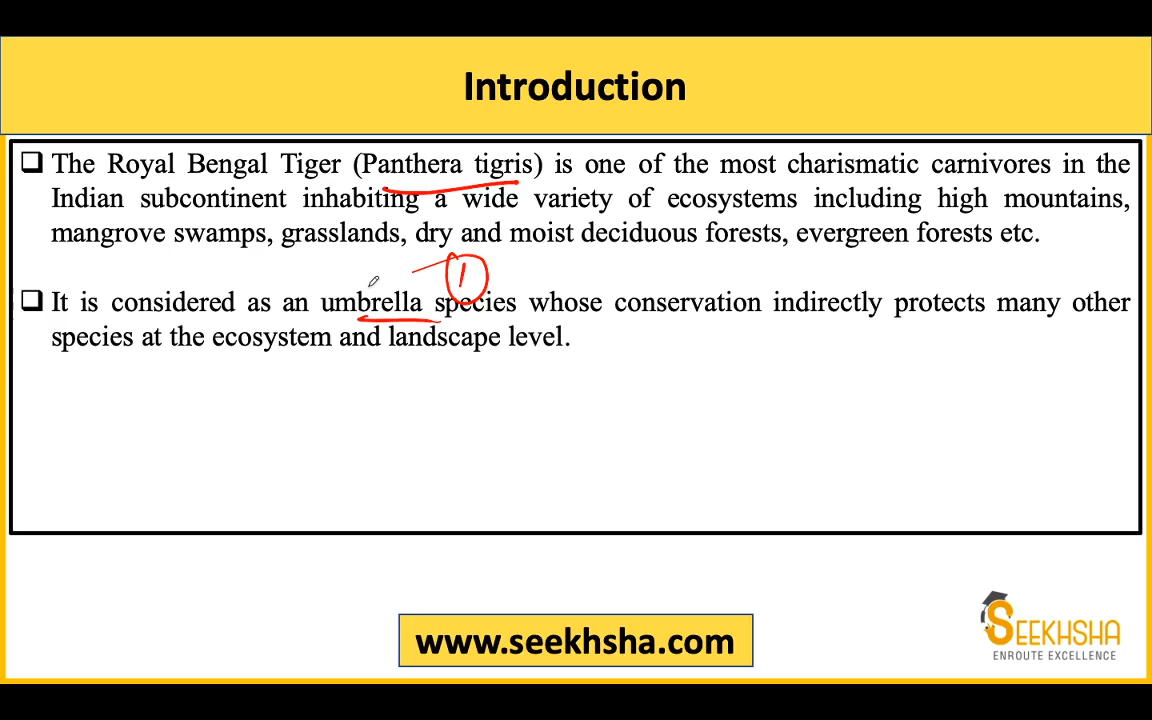 Introduction
❑ The Royal Bengal Tiger (Panthera tigris) is one of the most charismatic carnivores in the
Indian subcontinent inhabiting a wide variety of ecosystems including high mountains,
mangrove swamps, grasslands, dry and moist deciduous forests, evergreen forests etc.
1
❑ It is considered as an umbrella species whose conservation indirectly protects many other
species at the ecosystem and landscape level.
SEEKHSHA
ENROUTE EXCELLENCE
www.seekhsha.com